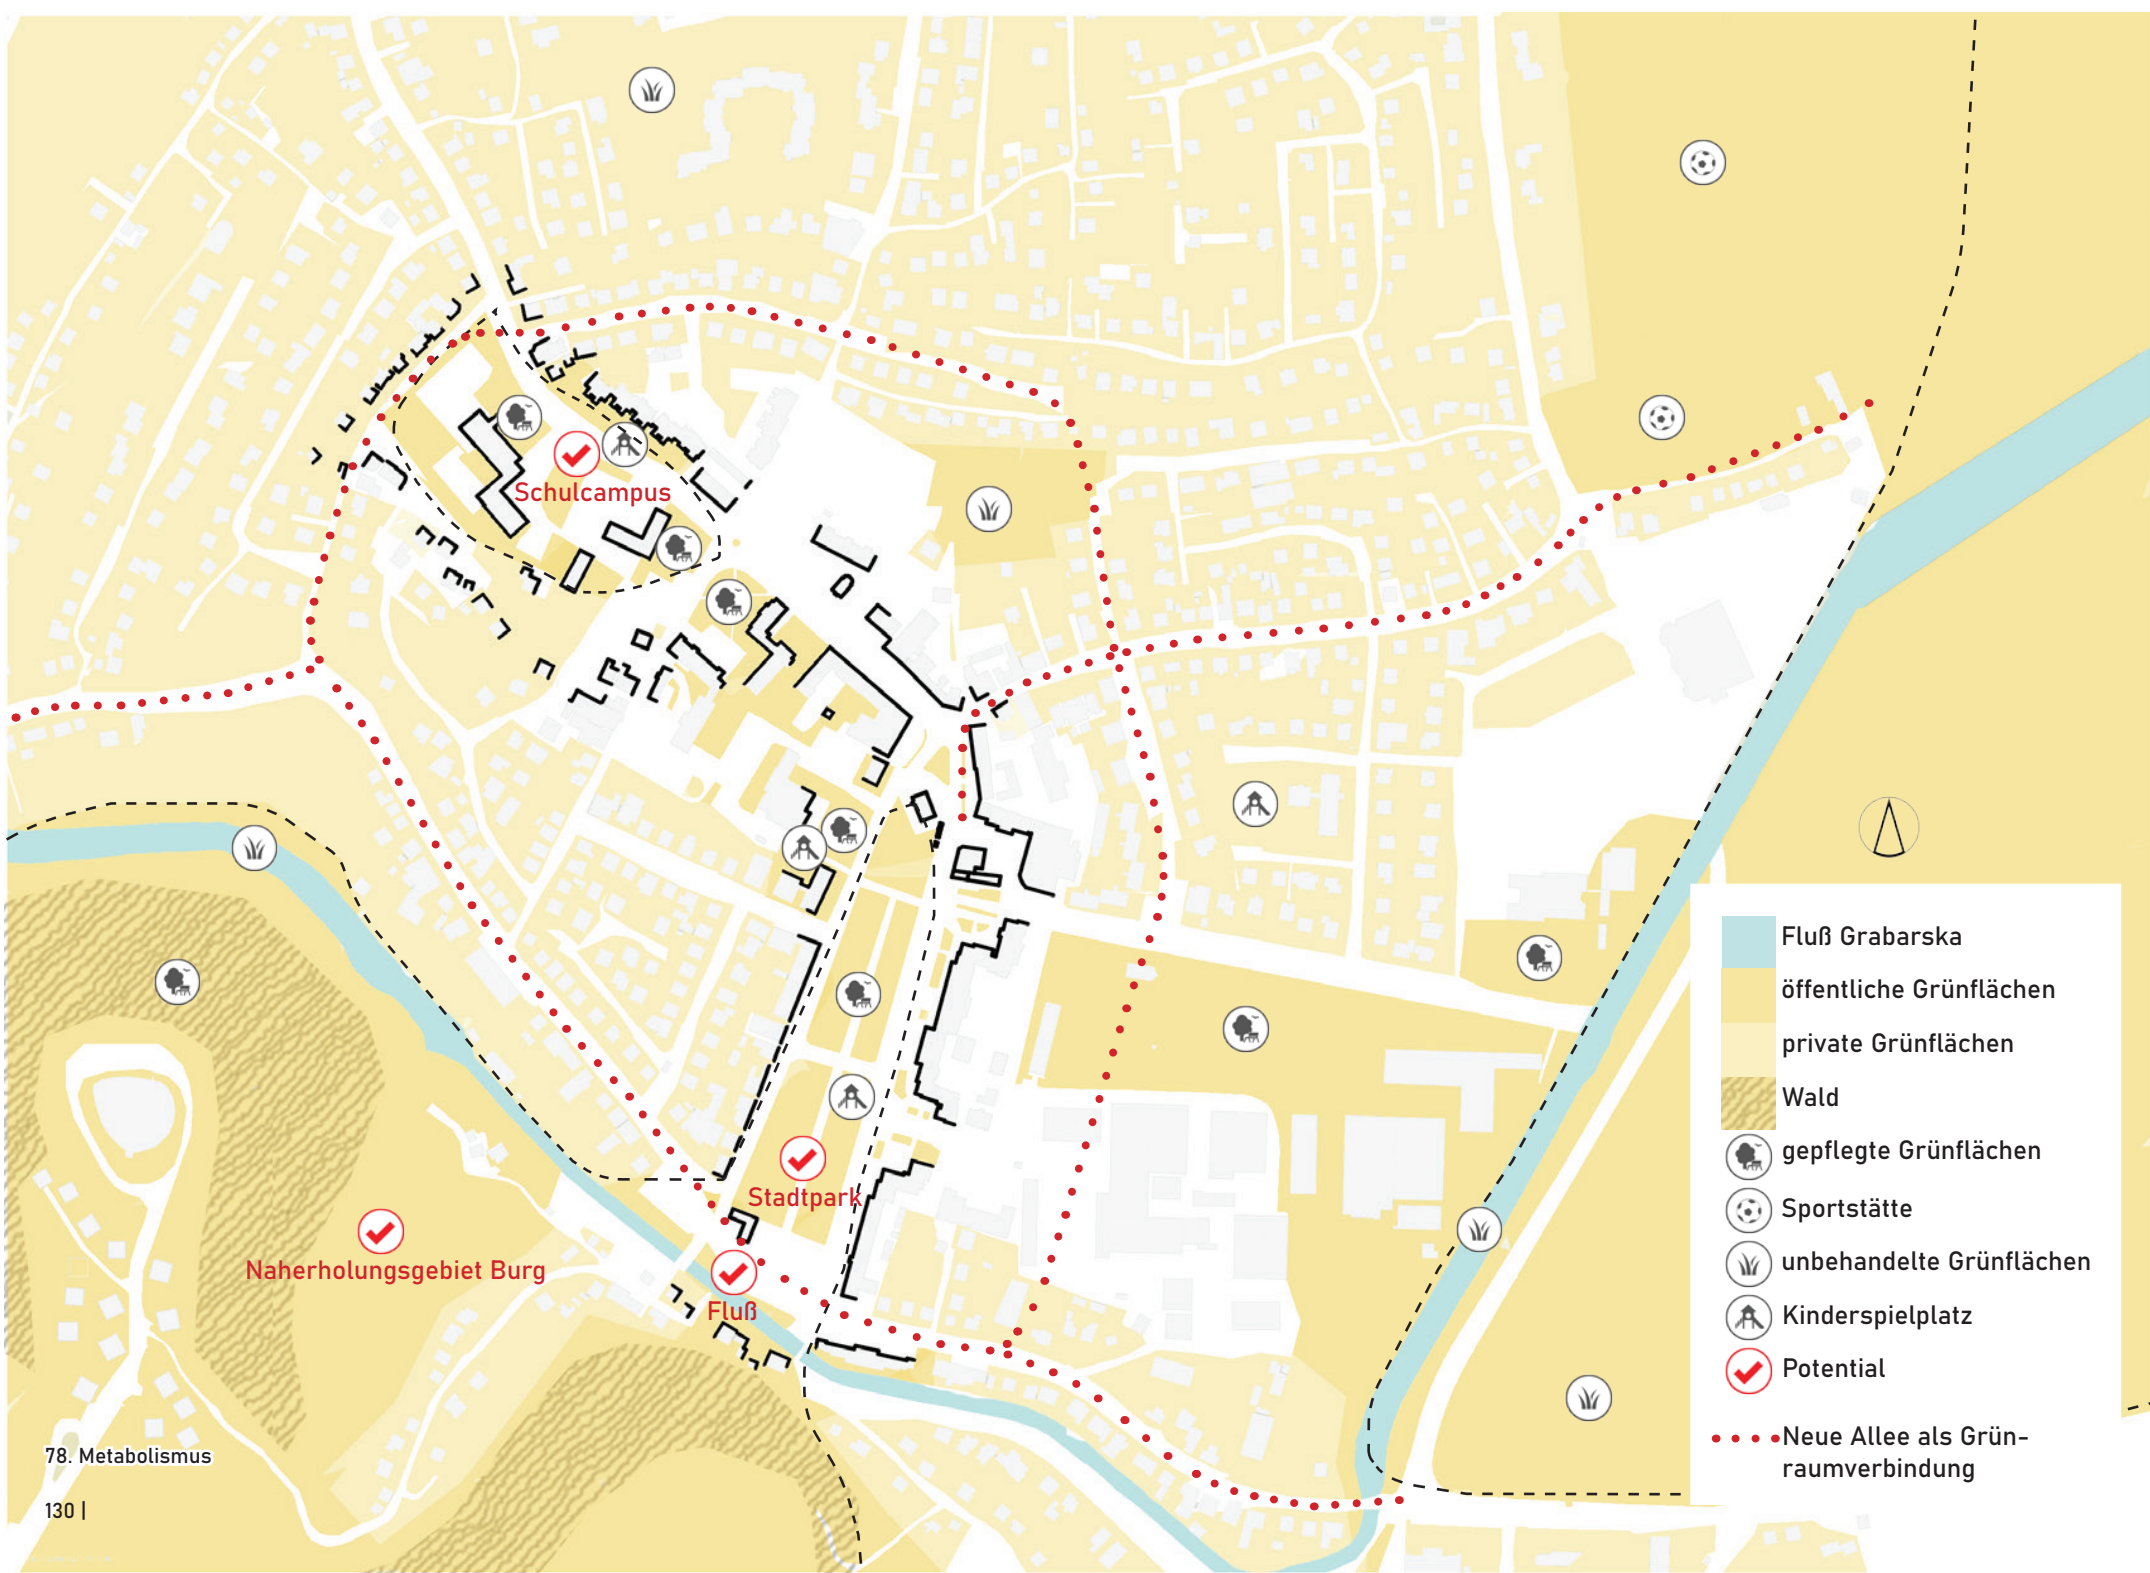 Schulcampus
Stadtpark
Naherholungsgebiet Burg
Fluß
Fluß Grabarska
öffentliche Grünflächen
private Grünflächen
Wald
gepflegte Grünflächen
Sportstätte
unbehandelte Grünflächen
Kinderspielplatz
Potential
Neue Allee als Grün-
raumverbindung
78. Metabolismus
130 |